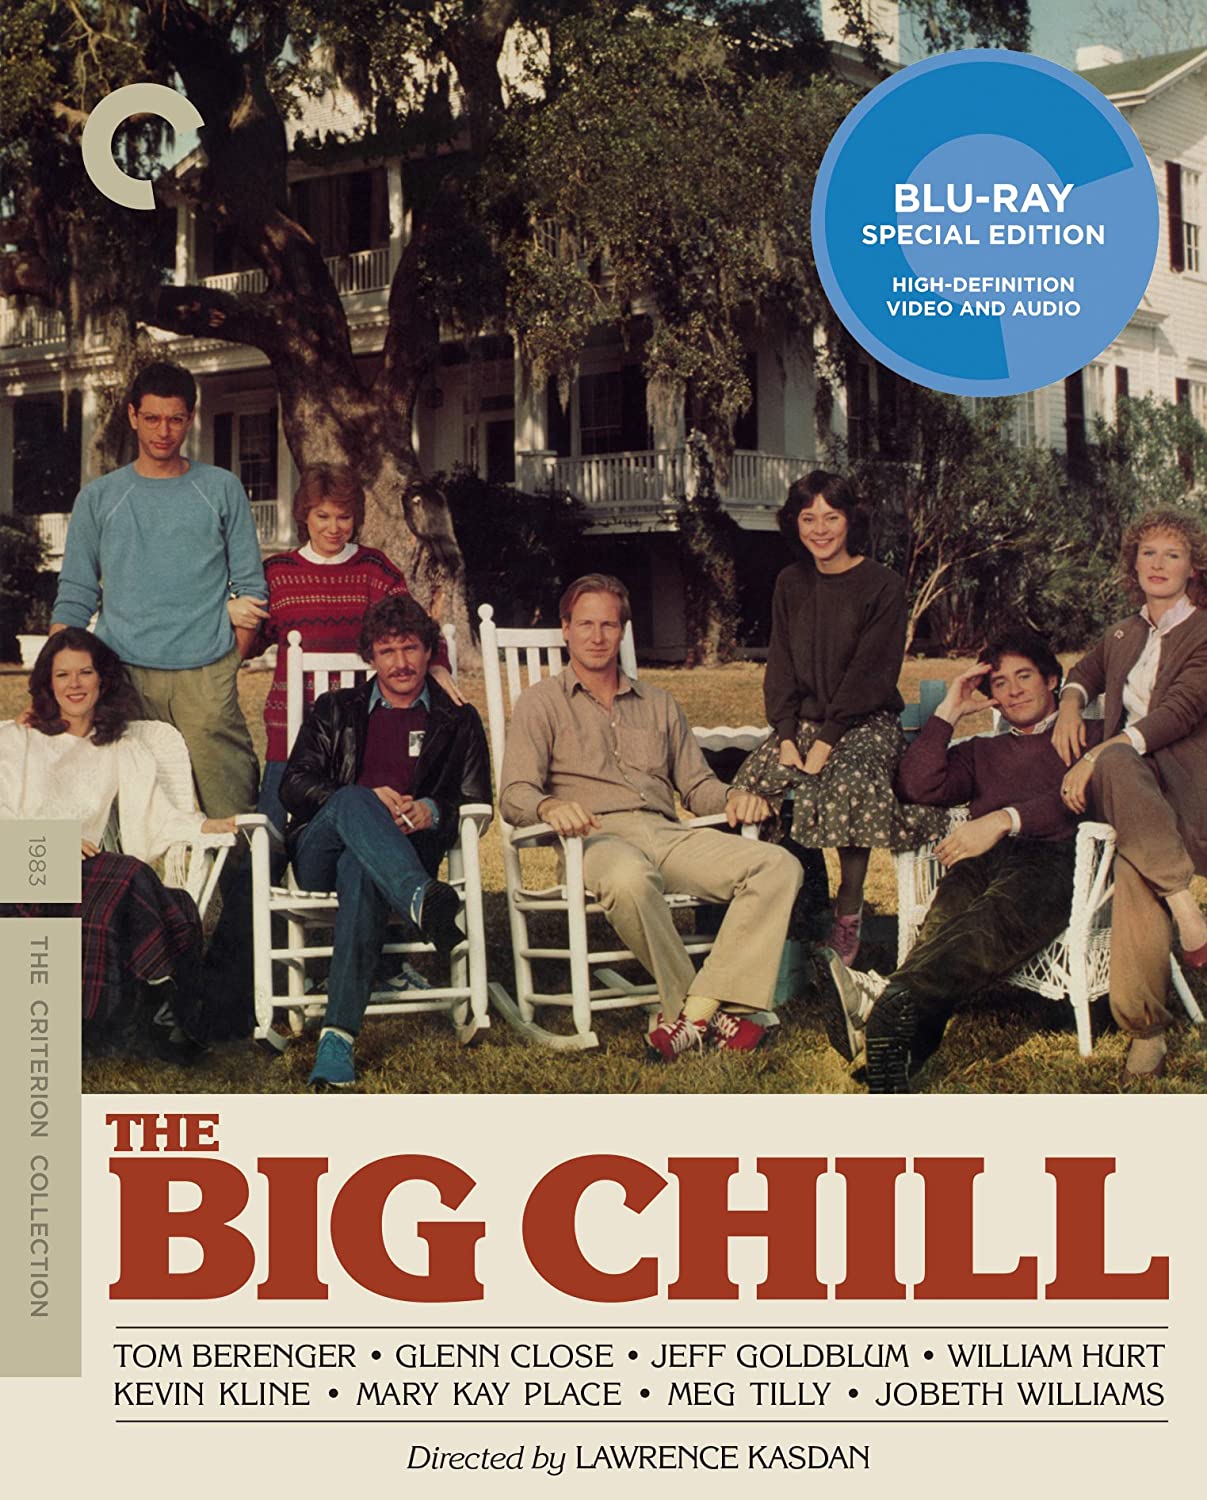 BLU-RAY
SPECIAL EDITION
HIGH-DEFINITION
VIDEO AND AUDIO
1983
THE CRITERION COLLECTION
THE
BIG CHILL
TOM BERENGER • GLENN CLOSE • JEFF GOLDBLUM • WILLIAM HURT
KEVIN KLINE • MARY KAY PLACE • MEG TILLY • JOBETH WILLIAMS
Directed by LAWRENCE KASDAN